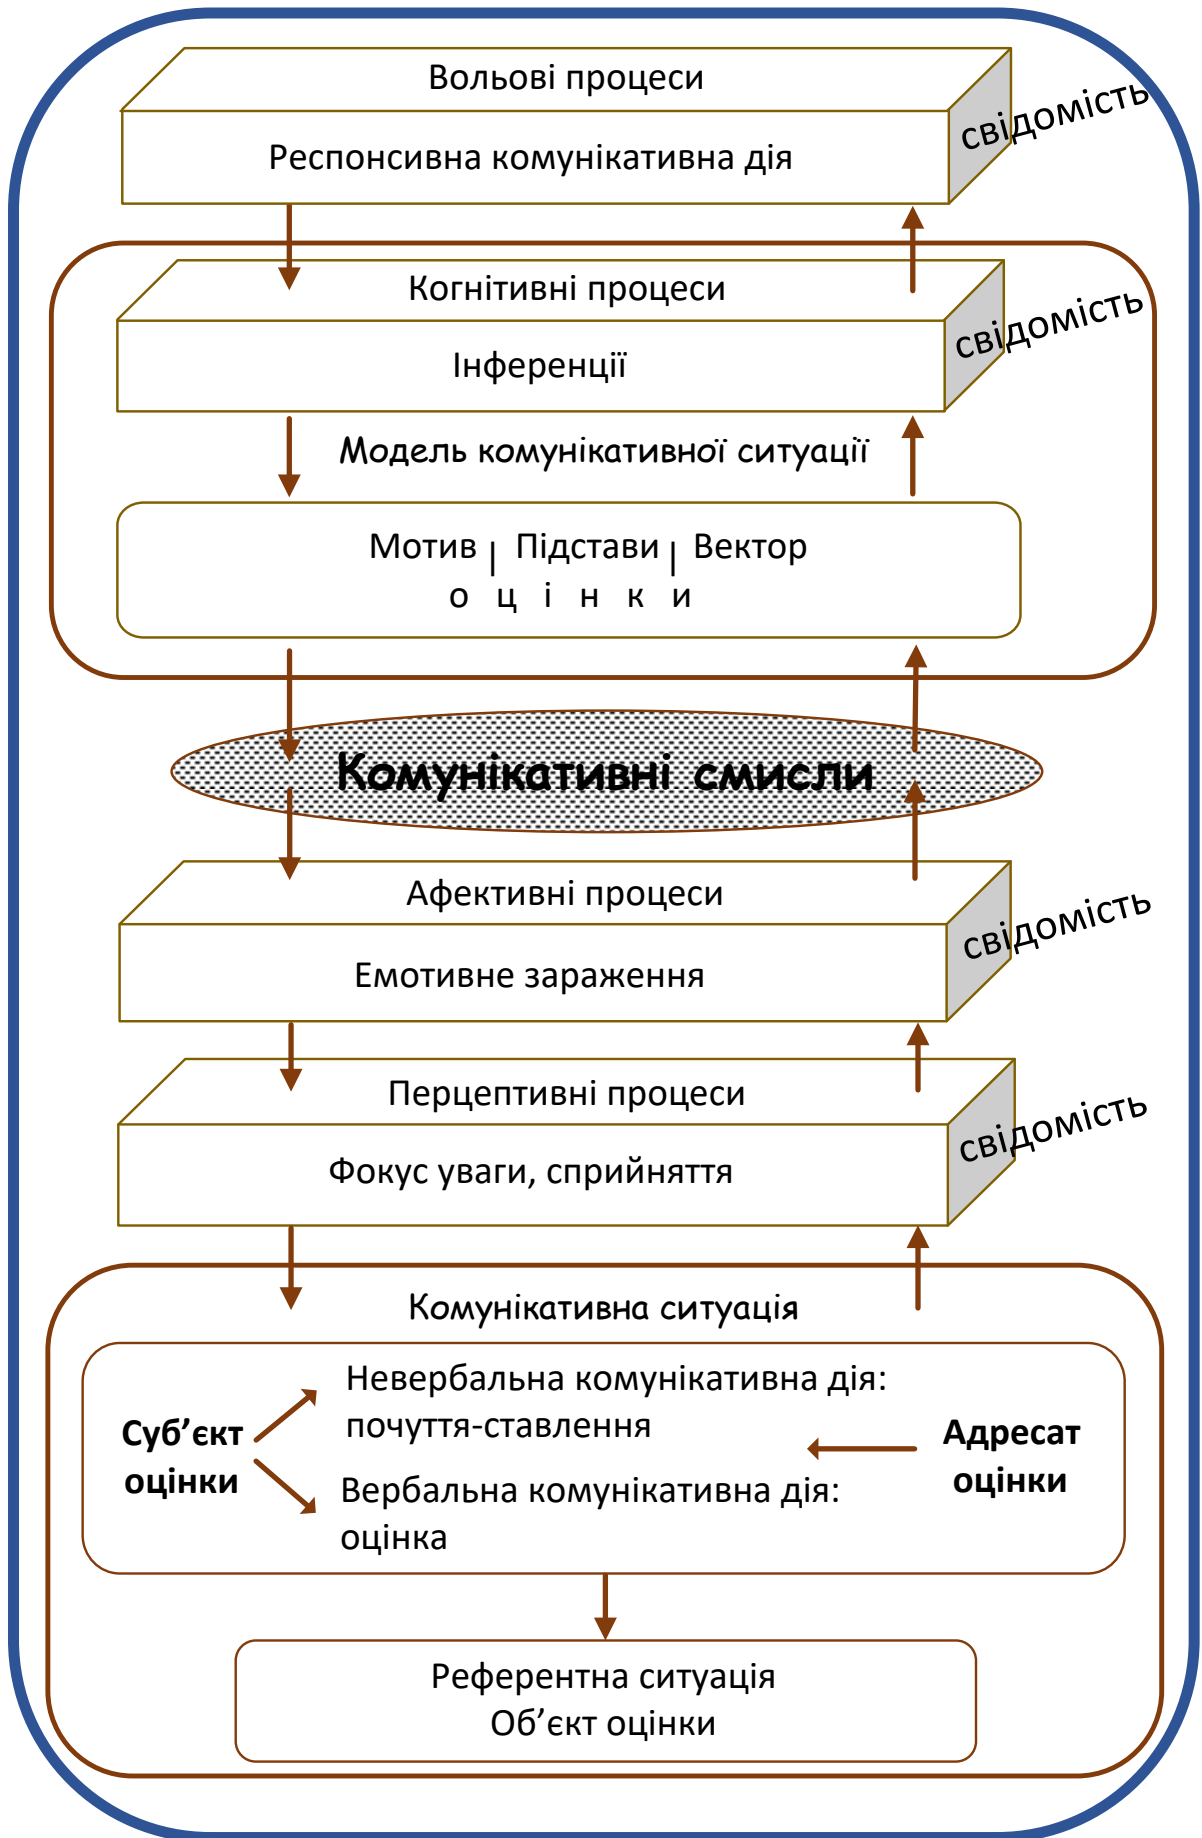 Вольові процеси
свідомість
Респонсивна комунікативна дія
Когнітивні процеси
свідомість
Інференції
Модель комунікативної ситуації
Мотив | Підстави | Вектор
о ц і н к и
Комунікативні смисли
Афективні процеси
свідомість
Емотивне зараження
Перцептивні процеси
свідомість
Фокус уваги, сприйняття
Комунікативна ситуація
Невербальна комунікативна дія:
почуття-ставлення
Суб’єкт
оцінки
Адресат
оцінки
Вербальна комунікативна дія:
оцінка
Референтна ситуація
Об’єкт оцінки